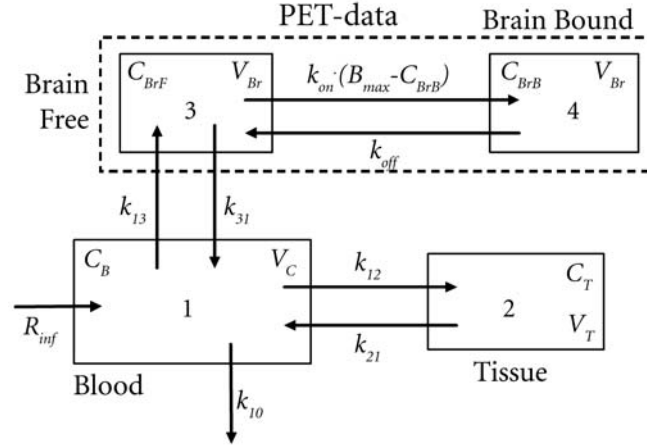 PET-data
Brain Bound
Brain
Free
C_BrF
V_Br
3
k_on·(B_max-C_BrB)
k_off
C_BrB
V_Br
4
k_13
k_31
C_B
V_C
1
R_inf
k_12
k_21
C_T
2
V_T
Blood
k_10
Tissue